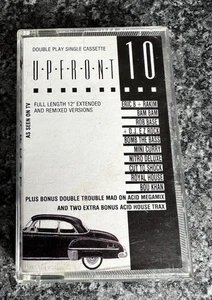 DOUBLE PLAY SINGLE CASSETTE
U·P·F·R·O·N·T
10
AS SEEN ON TV
FULL LENGTH 12" EXTENDED
AND REMIXED VERSIONS
ERIC B · RAKIM
BAM BAM
ROB BASE
· D.J. E.Z ROCK
BOMB THE BASS
MINI CURRY
NITRO DELUXE
CUT TO SHOCK
ROYAL HOUSE
BOU KHAN
PLUS BONUS DOUBLE TROUBLE MAD ON ACID MEGAMIX
AND TWO EXTRA BONUS ACID HOUSE TRAX